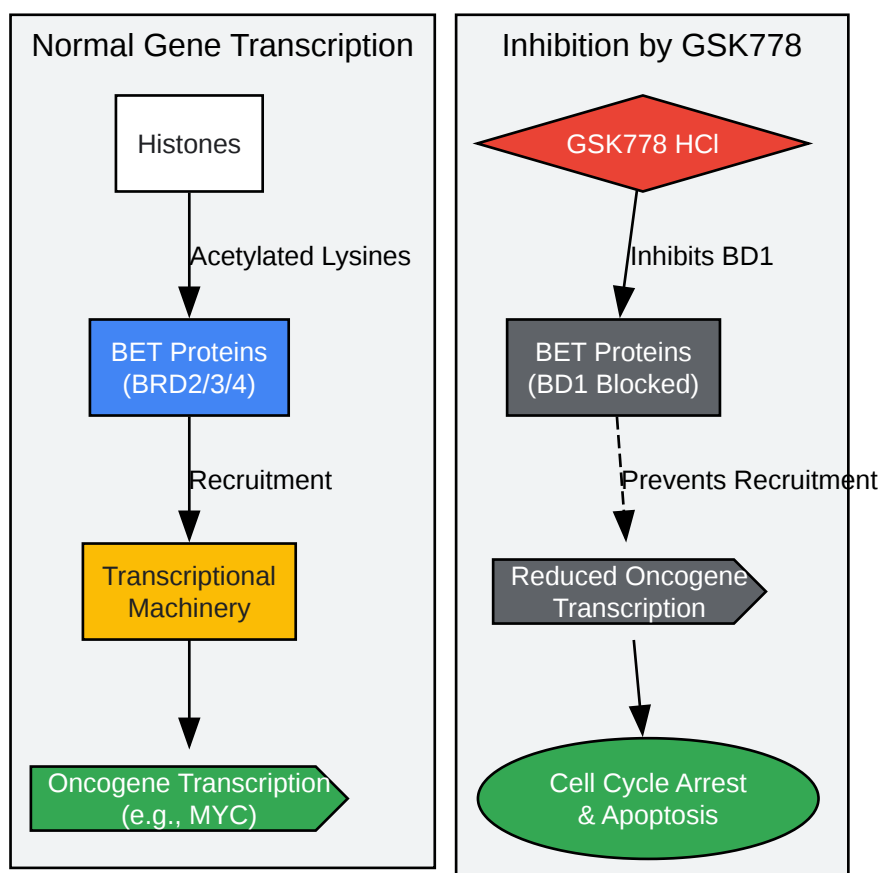 Normal Gene Transcription
Histones
Acetylated Lysines
BET Proteins
(BRD2/3/4)
Recruitment
Transcriptional
Machinery
Oncogene Transcription
(e.g., MYC)
Inhibition by GSK778
GSK778 HCl
Inhibits BD1
BET Proteins
(BD1 Blocked)
Prevents Recruitment
Reduced Oncogene
Transcription
Cell Cycle Arrest
& Apoptosis